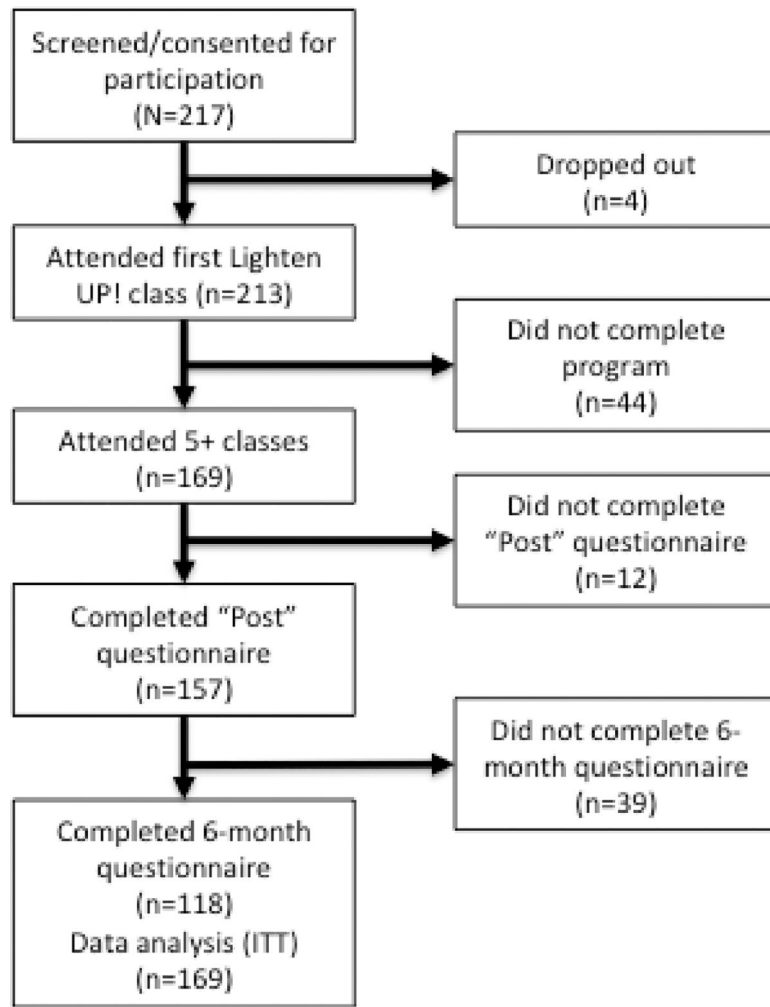 Screened/consented for
participation
(N=217)
Dropped out
(n=4)
Attended first Lighten
UP! class (n=213)
Did not complete
program
(n=44)
Attended 5+ classes
(n=169)
Did not complete
“Post” questionnaire
(n=12)
Completed “Post”
questionnaire
(n=157)
Did not complete 6-
month questionnaire
(n=39)
Completed 6-month
questionnaire
(n=118)
Data analysis (ITT)
(n=169)